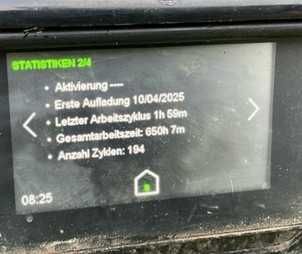 STATISTIKEN 2/4
• Aktivierung ----
• Erste Aufladung 10/04/2025
• Letzter Arbeitszyklus 1h 59m
• Gesamtarbeitszeit: 650h 7m
• Anzahl Zyklen: 194
08:25